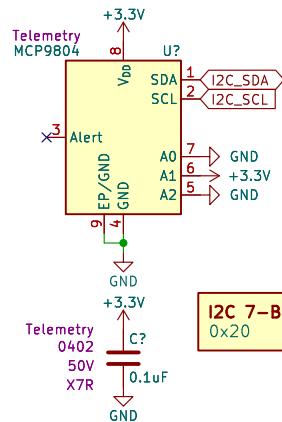 +3.3V
Telemetry
MCP9804
U?
8
VDD
SDA 1 I2C_SDA
SCL 2 I2C_SCL
3 Alert
A0 7 GND
A1 6 +3.3V
A2 5 GND
EP/GND
GND
9 4
GND
+3.3V
I2C 7-B
0x20
Telemetry
0402
50V
X7R
C?
0.1uF
GND